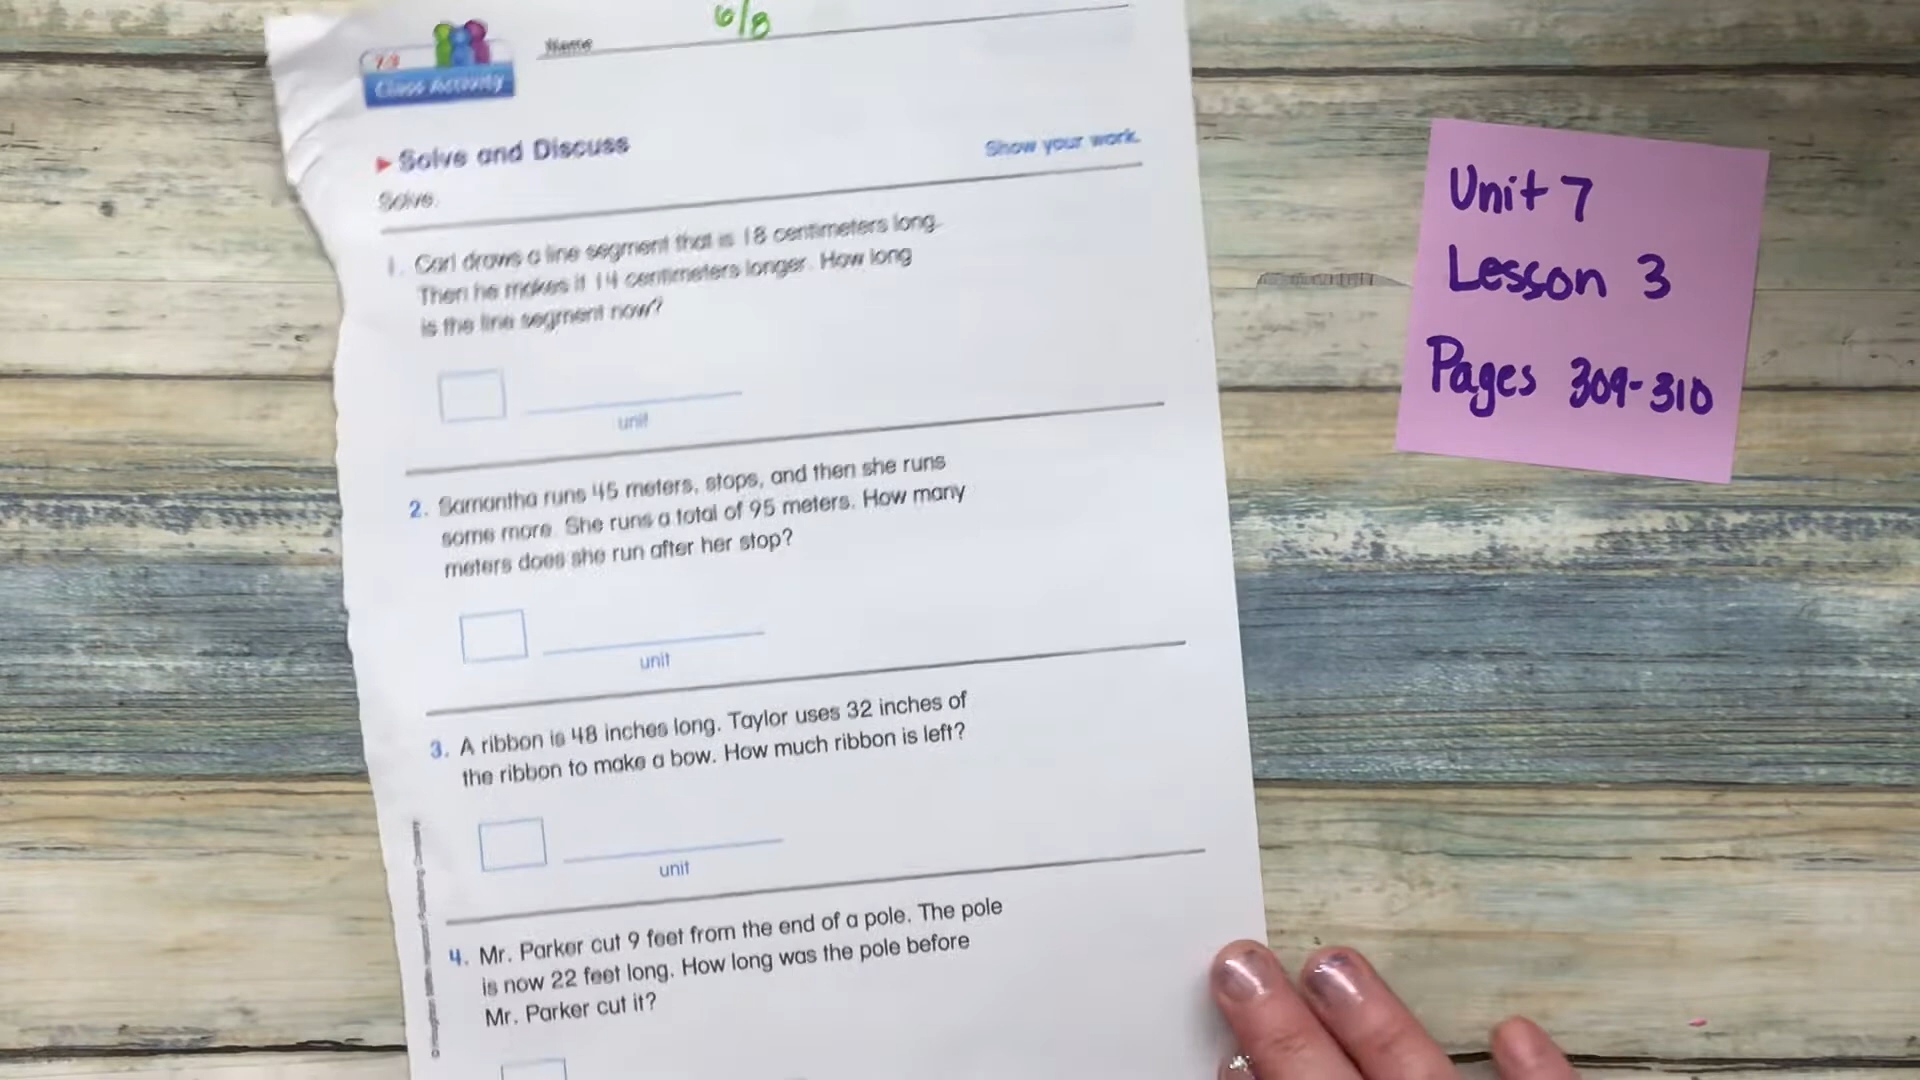 6/8
Name
Class Activity
Solve and Discuss
Show your work.
Solve.
1. Carl draws a line segment that is 18 centimeters long.
Then he makes it 14 centimeters longer. How long
is the line segment now?
unit
2. Samantha runs 45 meters, stops, and then she runs
some more. She runs a total of 95 meters. How many
meters does she run after her stop?
unit
3. A ribbon is 48 inches long. Taylor uses 32 inches of
the ribbon to make a bow. How much ribbon is left?
unit
4. Mr. Parker cut 9 feet from the end of a pole. The pole
is now 22 feet long. How long was the pole before
Mr. Parker cut it?
Unit 7
Lesson 3
Pages 309-310